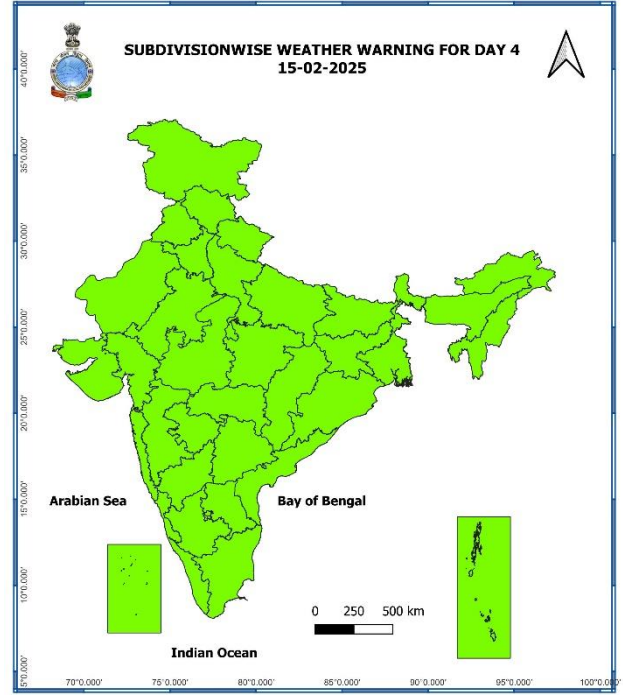 SUBDIVISIONWISE WEATHER WARNING FOR DAY 4
15-02-2025
40°0.000'
35°0.000'
30°0.000'
25°0.000'
20°0.000'
15°0.000'
10°0.000'
5°0.000'
Arabian Sea
Bay of Bengal
0 250 500 km
Indian Ocean
70°0.000' 75°0.000' 80°0.000' 85°0.000' 90°0.000' 95°0.000' 100°0.000'